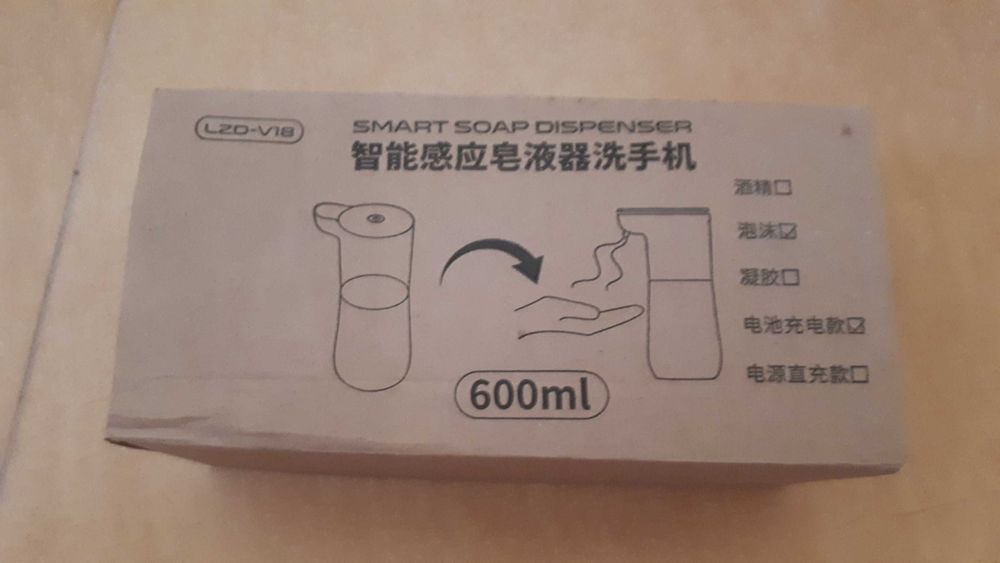 LZD-V18
SMART SOAP DISPENSER
智能感应皂液器洗手机
酒精☐
泡沫☑
凝胶☐
电池充电款☑
电源直充款☐
600ml